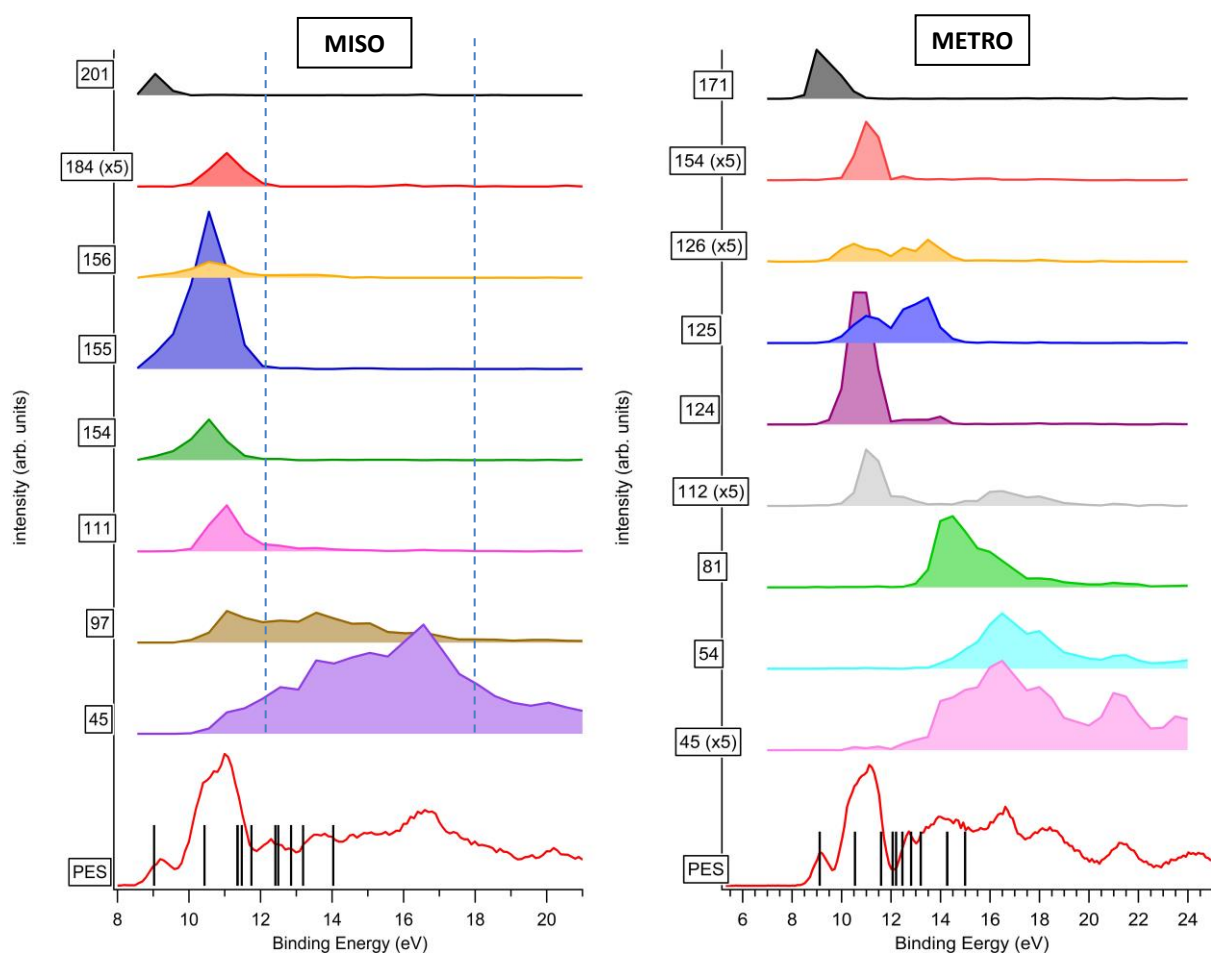 MISO
201
184 (x5)
156
155
154
111
97
45
PES
intensity (arb. units)
8 10 12 14 16 18 20
Binding Energy (eV)
METRO
171
154 (x5)
126 (x5)
125
124
112 (x5)
81
54
45 (x5)
PES
intensity (arb. units)
6 8 10 12 14 16 18 20 22 24
Binding Eergy (eV)